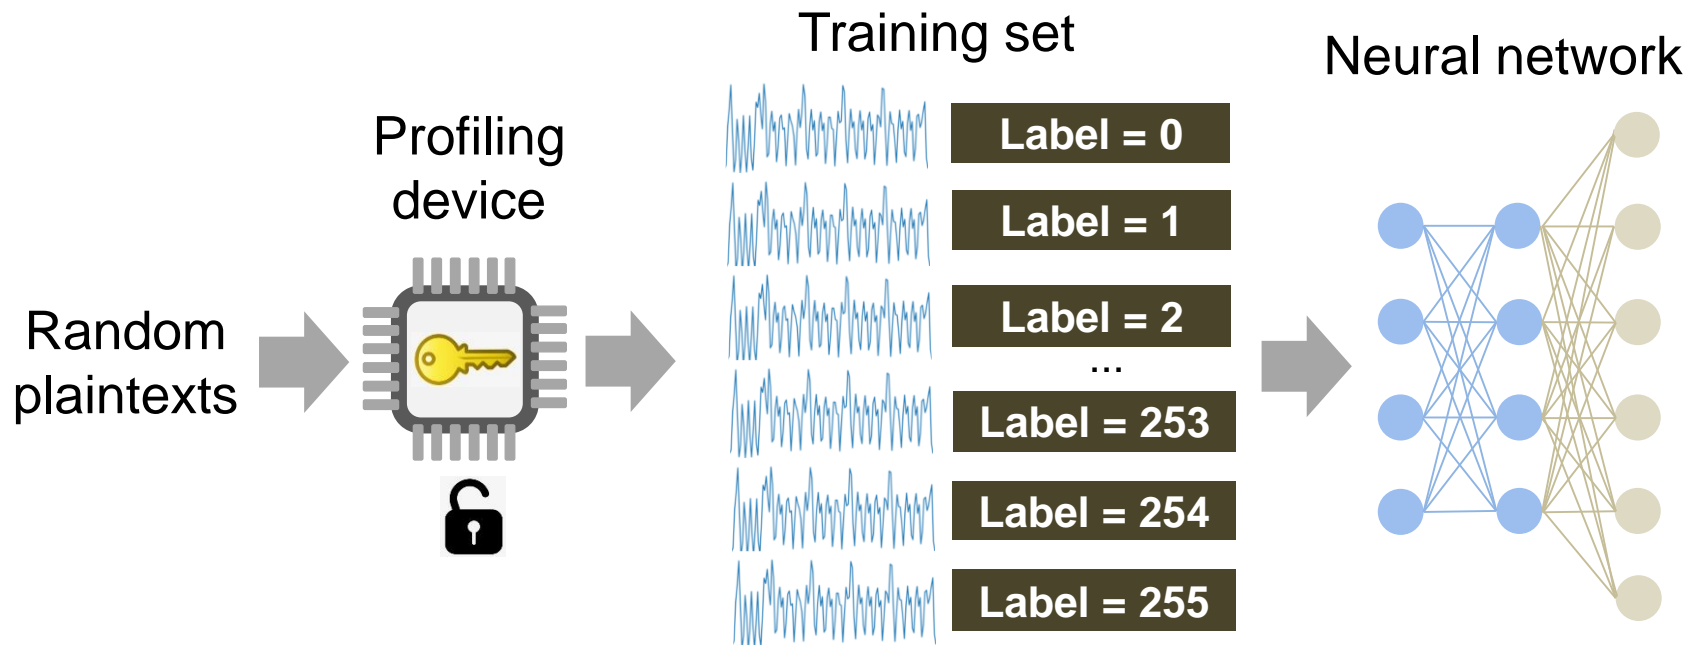 Random
plaintexts
Profiling
device
Training set
Label = 0
Label = 1
Label = 2
...
Label = 253
Label = 254
Label = 255
Neural network